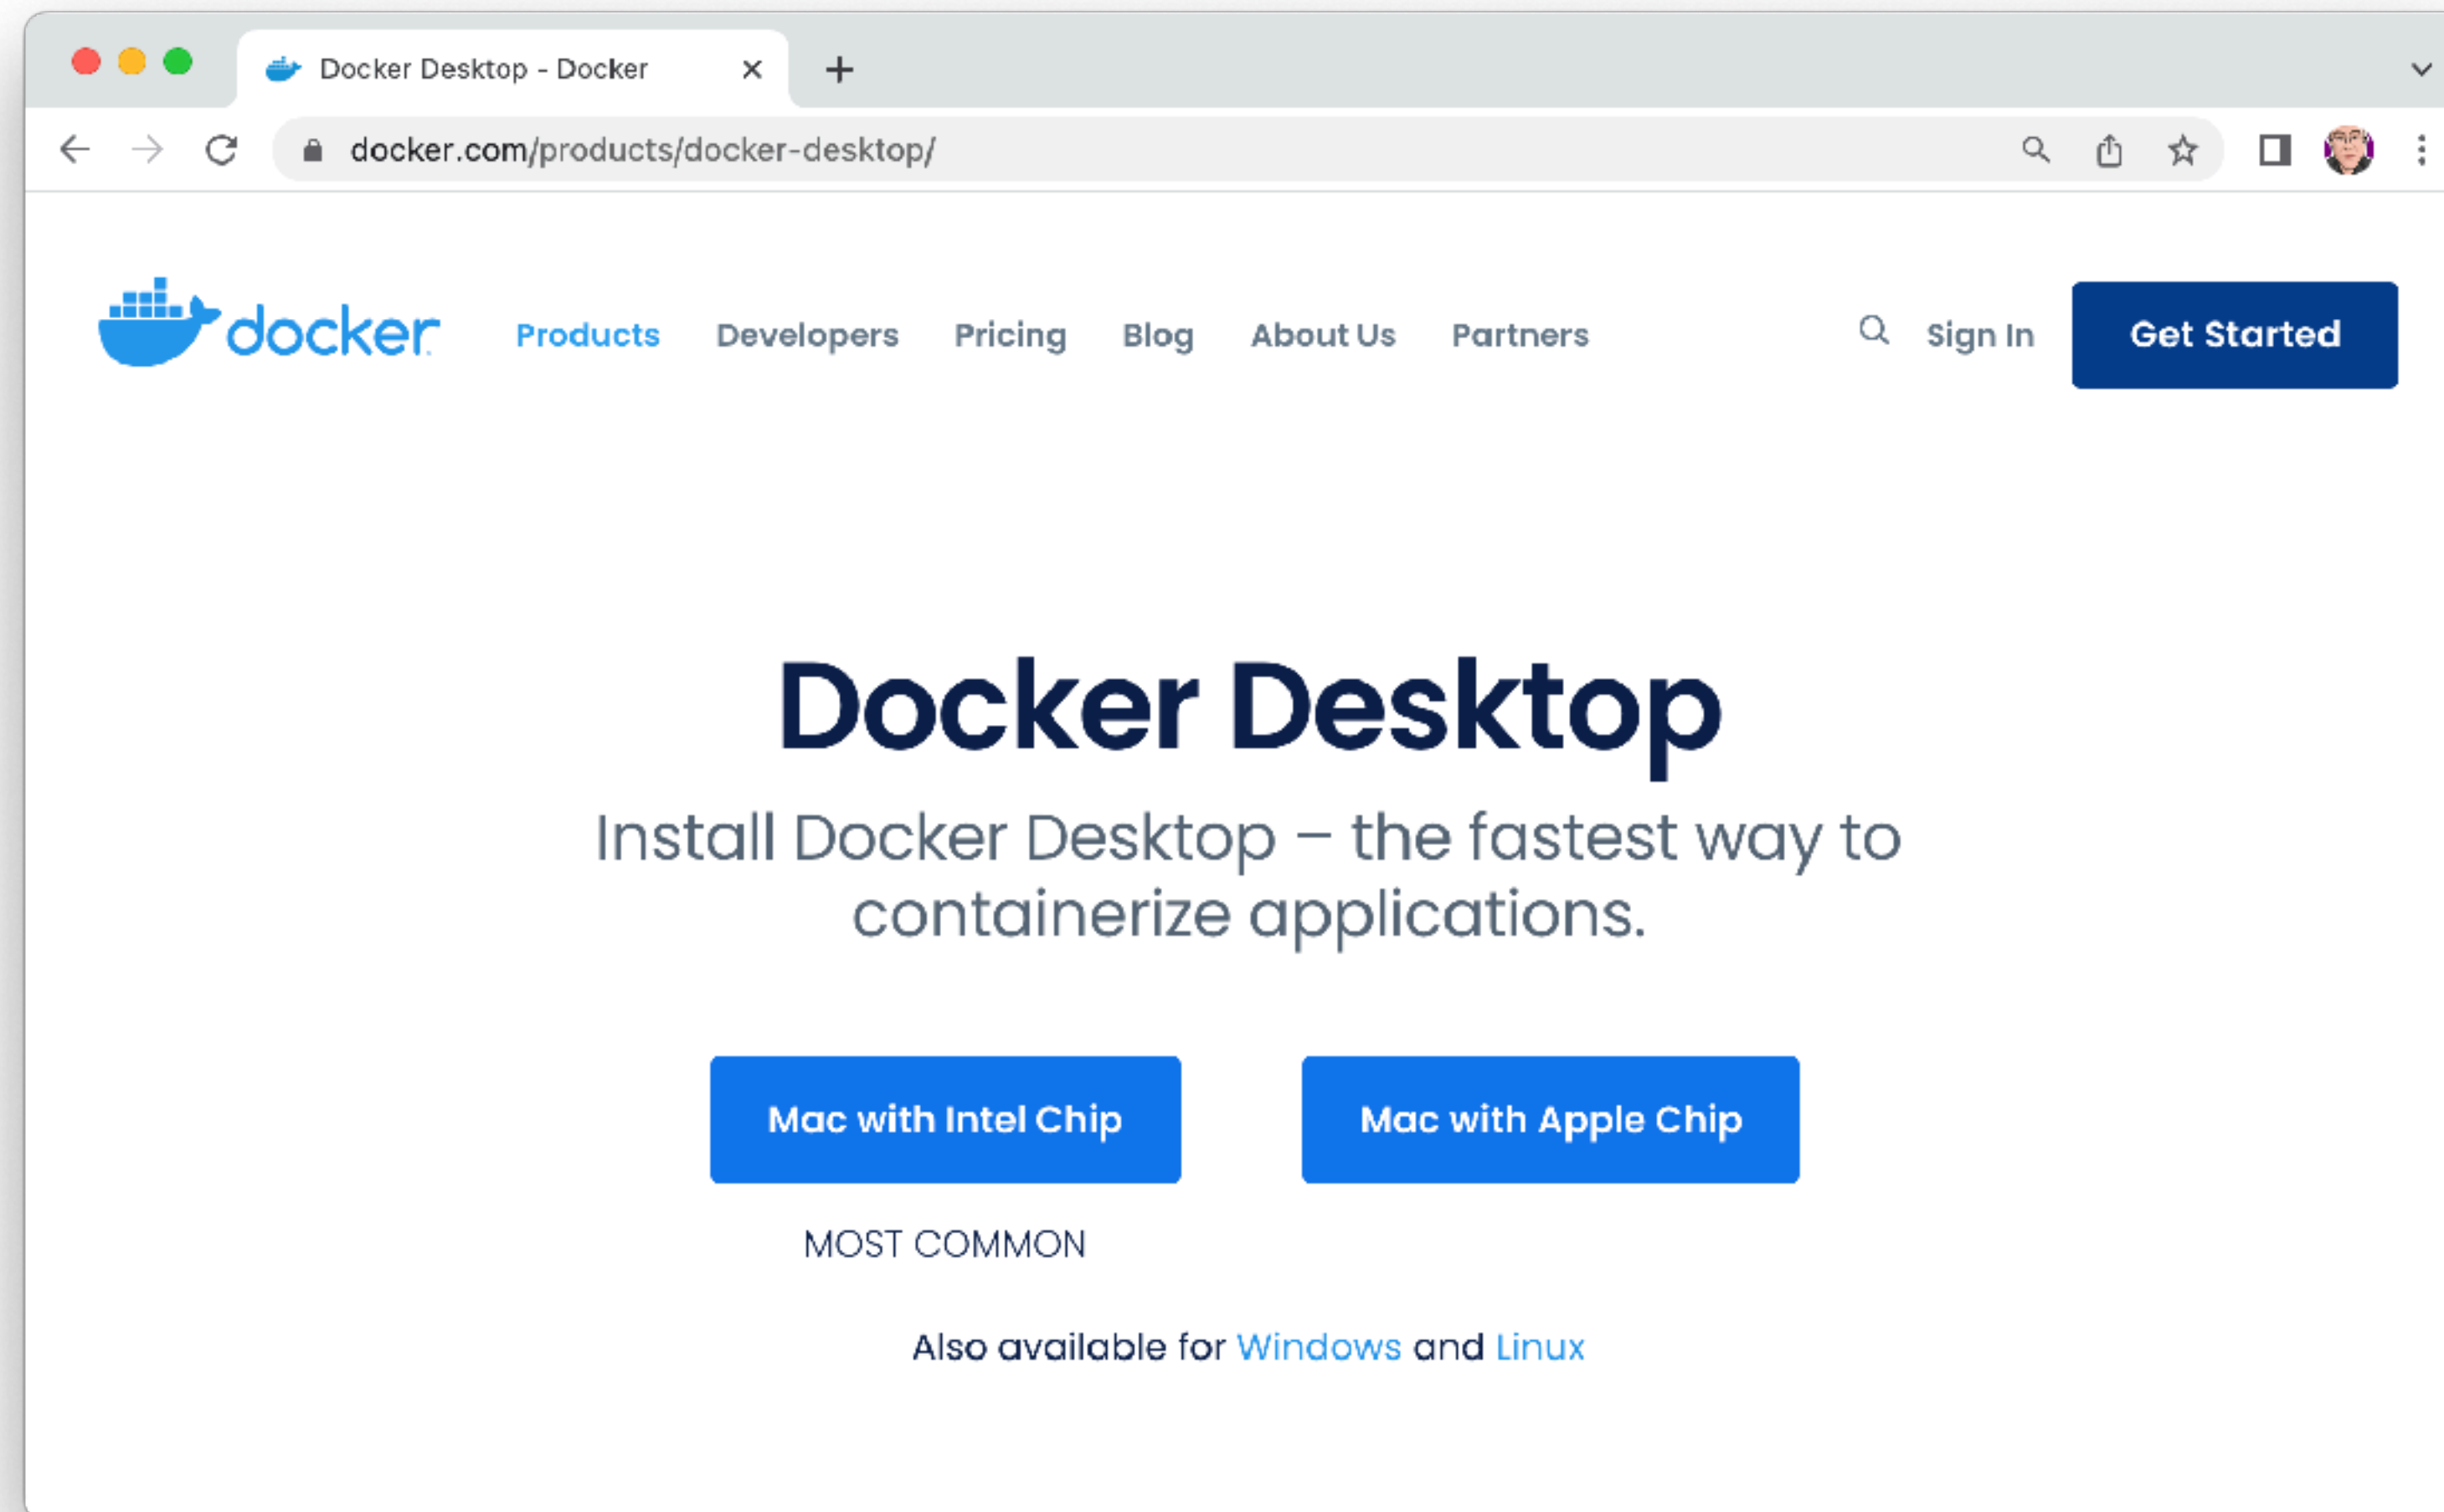 Docker Desktop - Docker
docker.com/products/docker-desktop/
docker
Products Developers Pricing Blog About Us Partners Sign In Get Started
Docker Desktop
Install Docker Desktop – the fastest way to
containerize applications.
Mac with Intel Chip Mac with Apple Chip
MOST COMMON
Also available for Windows and Linux